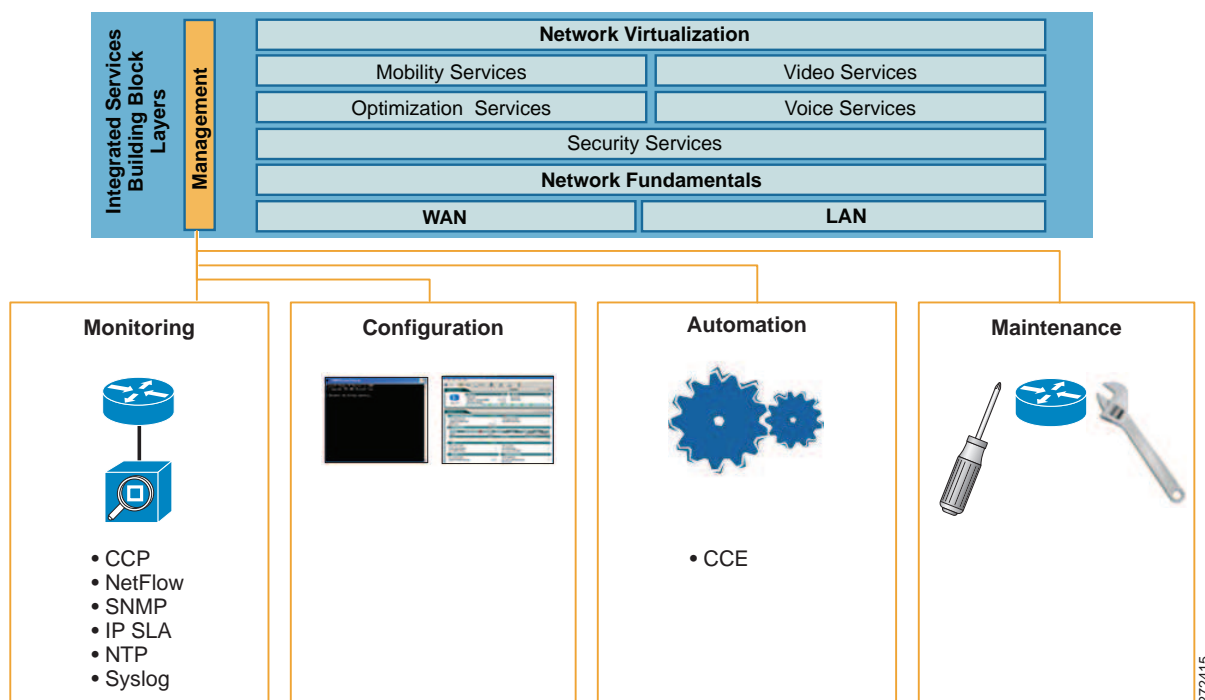 Integrated Services
Building Block
Layers
Management
Network Virtualization
Mobility Services
Video Services
Optimization Services
Voice Services
Security Services
Network Fundamentals
WAN
LAN
Monitoring
• CCP
• NetFlow
• SNMP
• IP SLA
• NTP
• Syslog
Configuration
Automation
• CCE
Maintenance